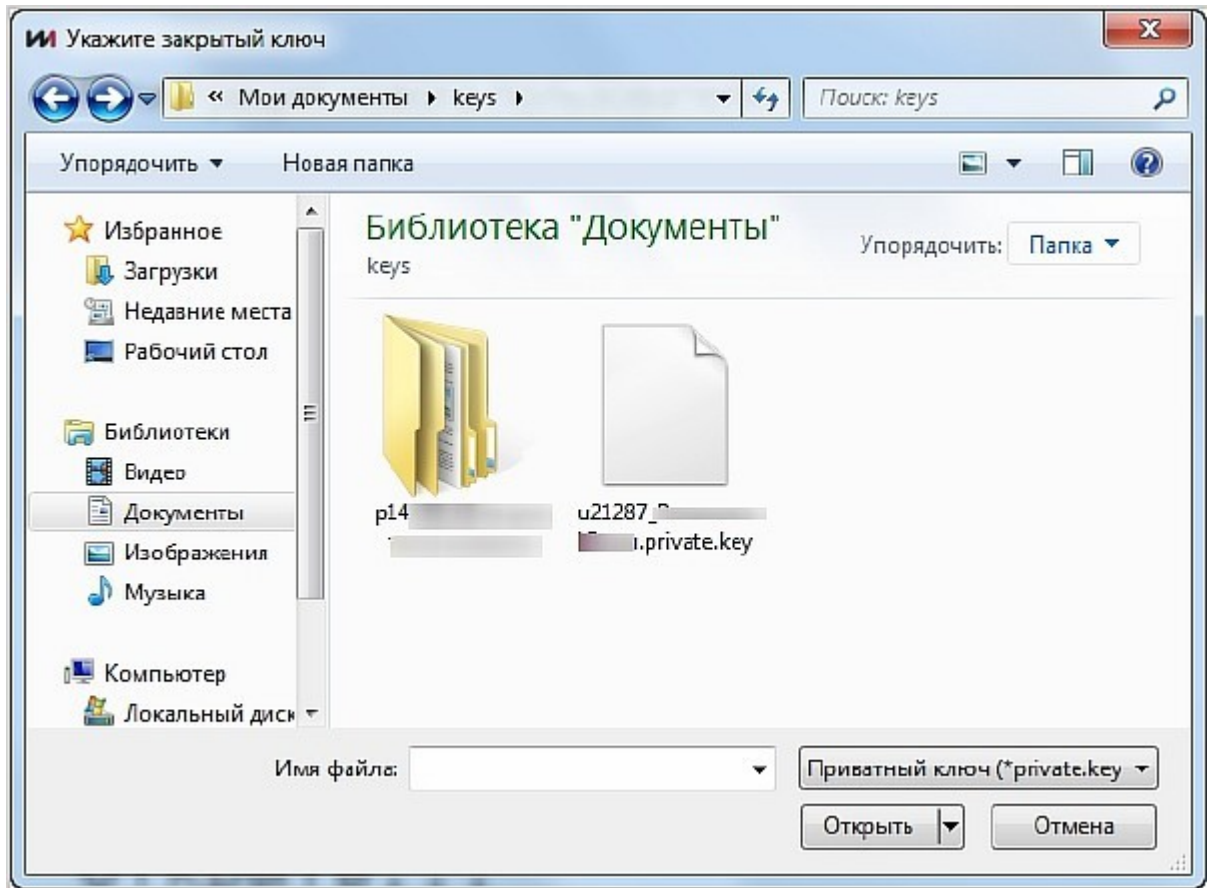 Укажите закрытый ключ
« Мои документы keys
Поиск: keys
Упорядочить Новая папка
Избранное
Загрузки
Недавние места
Рабочий стол
Библиотеки
Видео
Документы
Изображения
Музыка
Компьютер
Локальный диск
Библиотека "Документы"
keys
Упорядочить: Папка
p14
u21287_
.private.key
Имя файла:
Приватный ключ (*private.key
Открыть Отмена